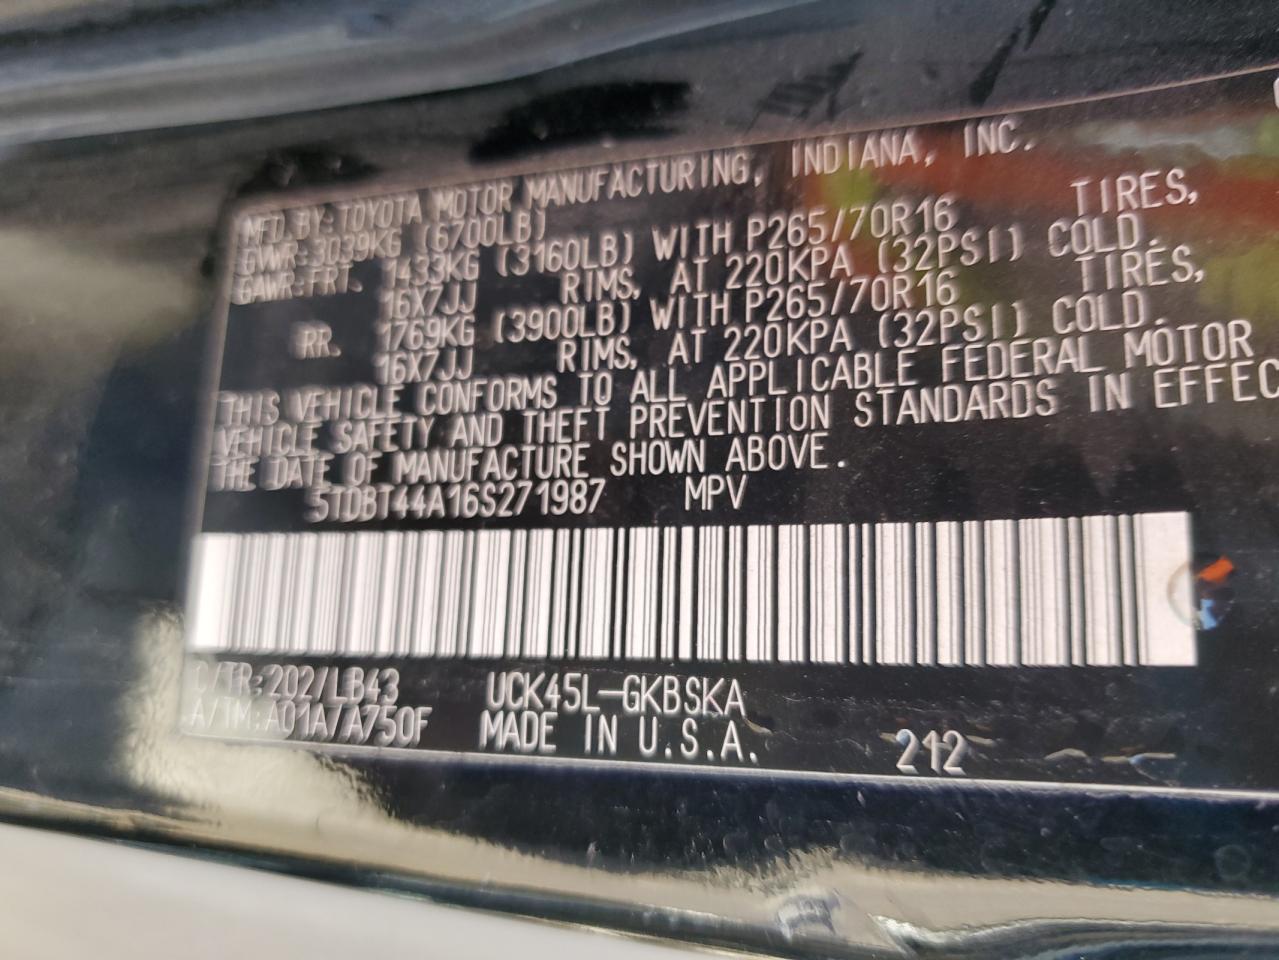 MFD.BY:TOYOTA MOTOR MANUFACTURING, INDIANA, INC.
GVWR:3039KG (6700LB)
GAWR:FRT. 1433KG (3160LB) WITH P265/70R16 TIRES,
16X7JJ RIMS, AT 220KPA (32PSI) COLD.
RR. 1769KG (3900LB) WITH P265/70R16 TIRES,
16X7JJ RIMS, AT 220KPA (32PSI) COLD.
THIS VEHICLE CONFORMS TO ALL APPLICABLE FEDERAL MOTOR
VEHICLE SAFETY AND THEFT PREVENTION STANDARDS IN EFFEC
THE DATE OF MANUFACTURE SHOWN ABOVE.
5TDBT44A16S271987 MPV
C/TR:202/LB43 UCK45L-GKBSKA
A/TM:A01A/A750F MADE IN U.S.A. 212